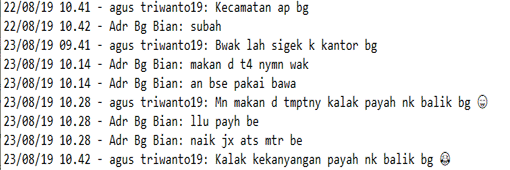 22/08/19 10.41 - agus triwanto19: Kecamatan ap bg
22/08/19 10.42 - Adr Bg Bian: subah
23/08/19 09.41 - agus triwanto19: Bwak lah sigek k kantor bg
23/08/19 10.14 - Adr Bg Bian: makan d t4 nymn wak
23/08/19 10.14 - Adr Bg Bian: an bse pakai bawa
23/08/19 10.28 - agus triwanto19: Mn makan d tmptny kalak payah nk balik bg 😁
23/08/19 10.28 - Adr Bg Bian: llu payh be
23/08/19 10.28 - Adr Bg Bian: naik jx ats mtr be
23/08/19 10.42 - agus triwanto19: Kalak kekanyangan payah nk balik bg 😂